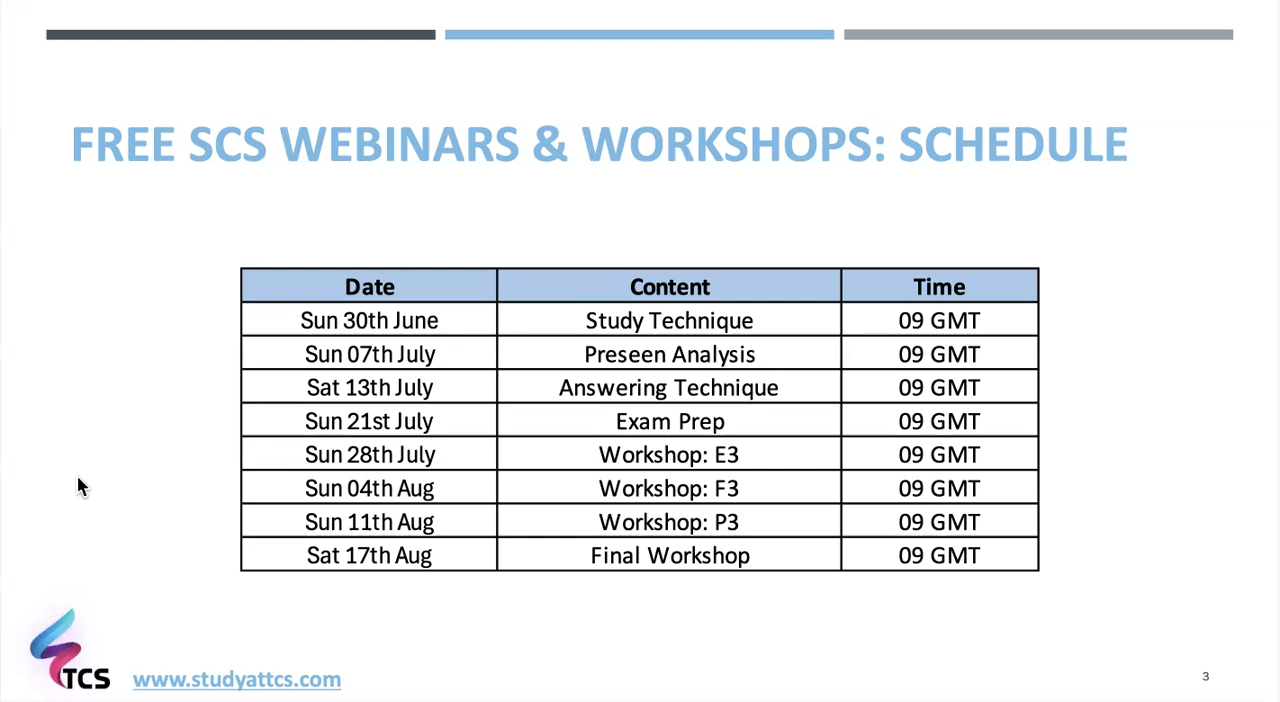 FREE SCS WEBINARS & WORKSHOPS: SCHEDULE
Date Content Time
Sun 30th June Study Technique 09 GMT
Sun 07th July Preseen Analysis 09 GMT
Sat 13th July Answering Technique 09 GMT
Sun 21st July Exam Prep 09 GMT
Sun 28th July Workshop: E3 09 GMT
Sun 04th Aug Workshop: F3 09 GMT
Sun 11th Aug Workshop: P3 09 GMT
Sat 17th Aug Final Workshop 09 GMT
TCS www.studyattcs.com 3